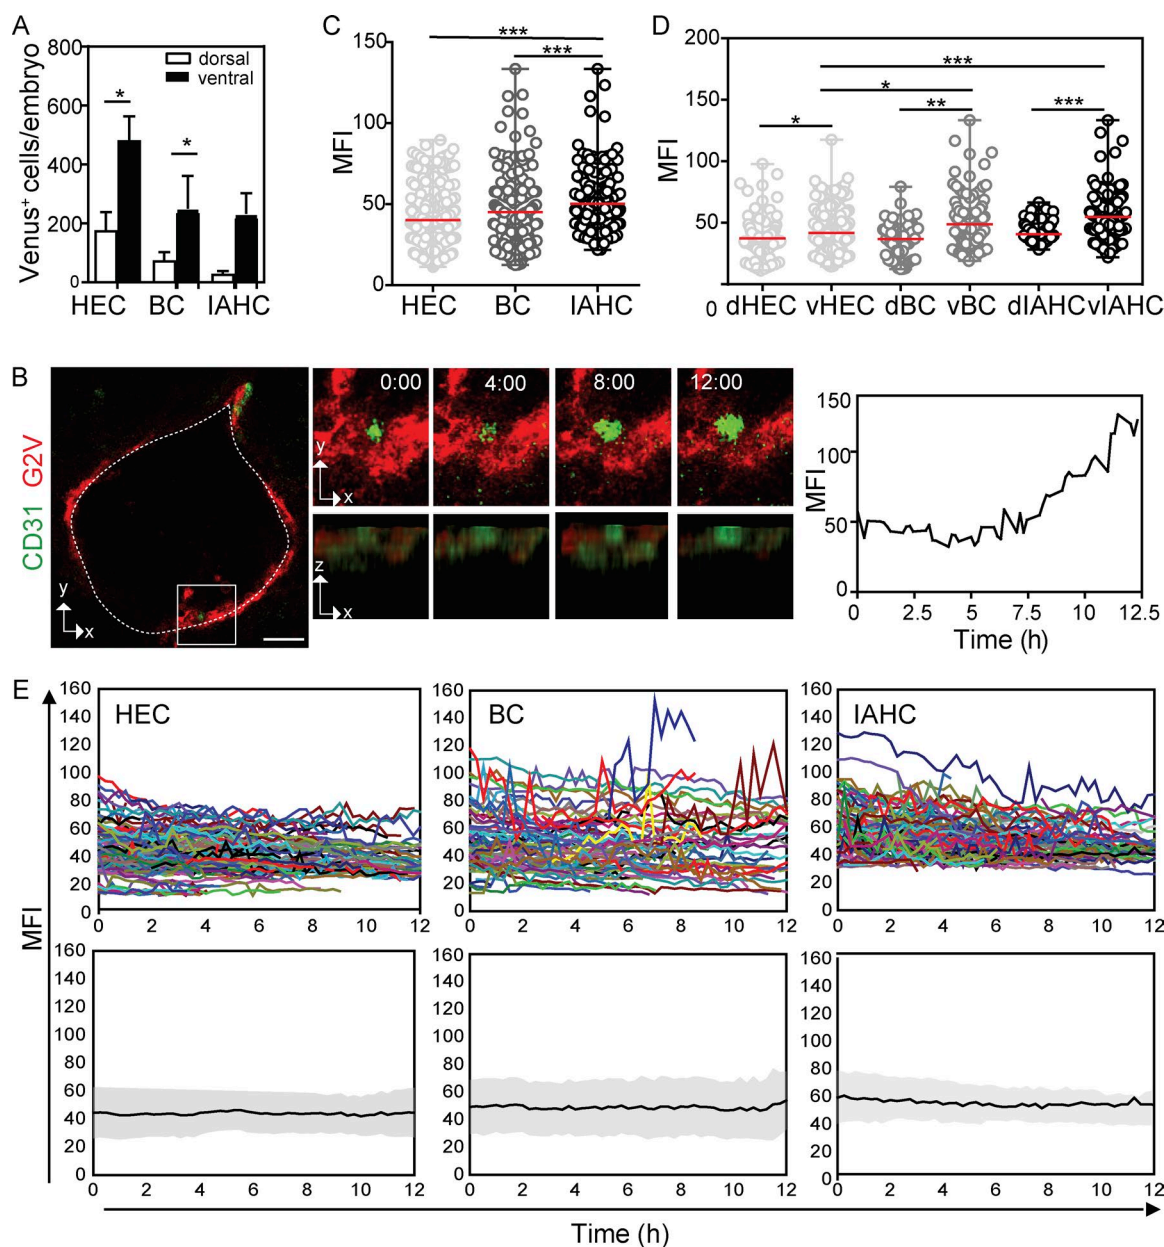 A
Venus⁺ cells/embryo
800
600
400
200
0
dorsal
ventral
*
*
HEC BC IAHC
C
MFI
150
100
50
0
***
***
HEC BC IAHC
D
MFI
200
150
100
50
0
***
*
**
***
*
dHEC vHEC dBC vBC dIAHC vIAHC
B
CD31 G2V
y
x
0:00 4:00 8:00 12:00
y
x
z
x
MFI
150
100
50
0
0 2.5 5 7.5 10 12.5
Time (h)
E
MFI
HEC
160
140
120
100
80
60
40
20
0
0 2 4 6 8 10 12
BC
160
140
120
100
80
60
40
20
0
0 2 4 6 8 10 12
IAHC
160
140
120
100
80
60
40
20
0
0 2 4 6 8 10 12
160
140
120
100
80
60
40
20
0
0 2 4 6 8 10 12
160
140
120
100
80
60
40
20
0
0 2 4 6 8 10 12
160
140
120
100
80
60
40
20
0
0 2 4 6 8 10 12
Time (h)